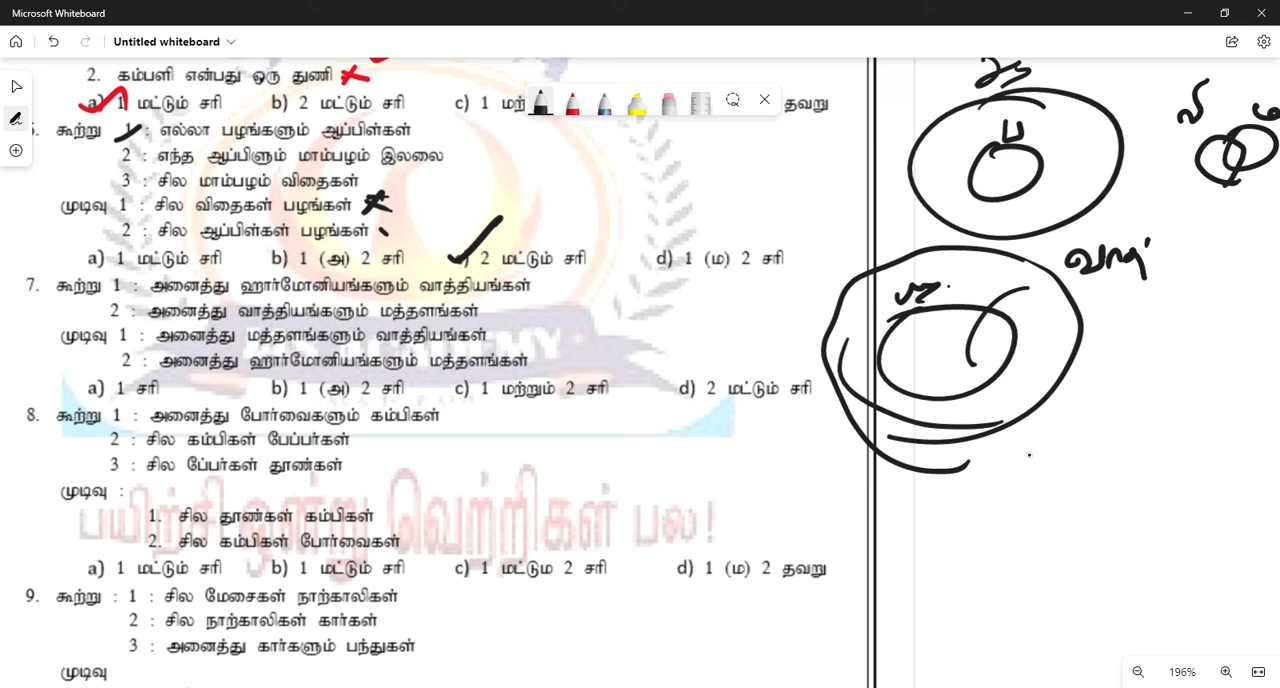 Microsoft Whiteboard
Untitled whiteboard
2. கம்பளி என்பது ஒரு துணி
a) 1 மட்டும் சரி b) 2 மட்டும் சரி c) 1 மற் தவறு
கூற்று 1 : எல்லா பழங்களும் ஆப்பிள்கள்
2 : எந்த ஆப்பிளும் மாம்பழம் இலலை
3 : சில மாம்பழம் விதைகள்
முடிவு 1 : சில விதைகள் பழங்கள்
2 : சில ஆப்பிள்கள் பழங்கள்
a) 1 மட்டும் சரி b) 1 (அ) 2 சரி 2 மட்டும் சரி d) 1 (ம) 2 சரி
7. கூற்று 1 : அனைத்து ஹார்மோனியங்களும் வாத்தியங்கள்
2 : அனைத்து வாத்தியங்களும் மத்தளங்கள்
முடிவு 1 : அனைத்து மத்தளங்களும் வாத்தியங்கள்
2 : அனைத்து ஹார்மோனியங்களும் மத்தளங்கள்
a) 1 சரி b) 1 (அ) 2 சரி c) 1 மற்றும் 2 சரி d) 2 மட்டும் சரி
8. கூற்று 1 : அனைத்து போர்வைகளும் கம்பிகள்
2 : சில கம்பிகள் பேப்பர்கள்
3 : சில பேர்கள் தூண்கள்
முடிவு :
1. சில தூண்கள் கம்பிகள்
2. சில கம்பிகள் போர்வைகள்
பயிற்சி ஒன்று வெற்றிகள் பல!
a) 1 மட்டும் சரி b) 1 மட்டும் சரி c) 1 மட்டும 2 சரி d) 1 (ம) 2 தவறு
9. கூற்று : 1 : சில மேசைகள் நாற்காலிகள்
2 : சில நாற்காலிகள் கார்கள்
3 : அனைத்து கார்களும் பந்துகள்
முடிவு
ACADEMY
ப
வி
196%